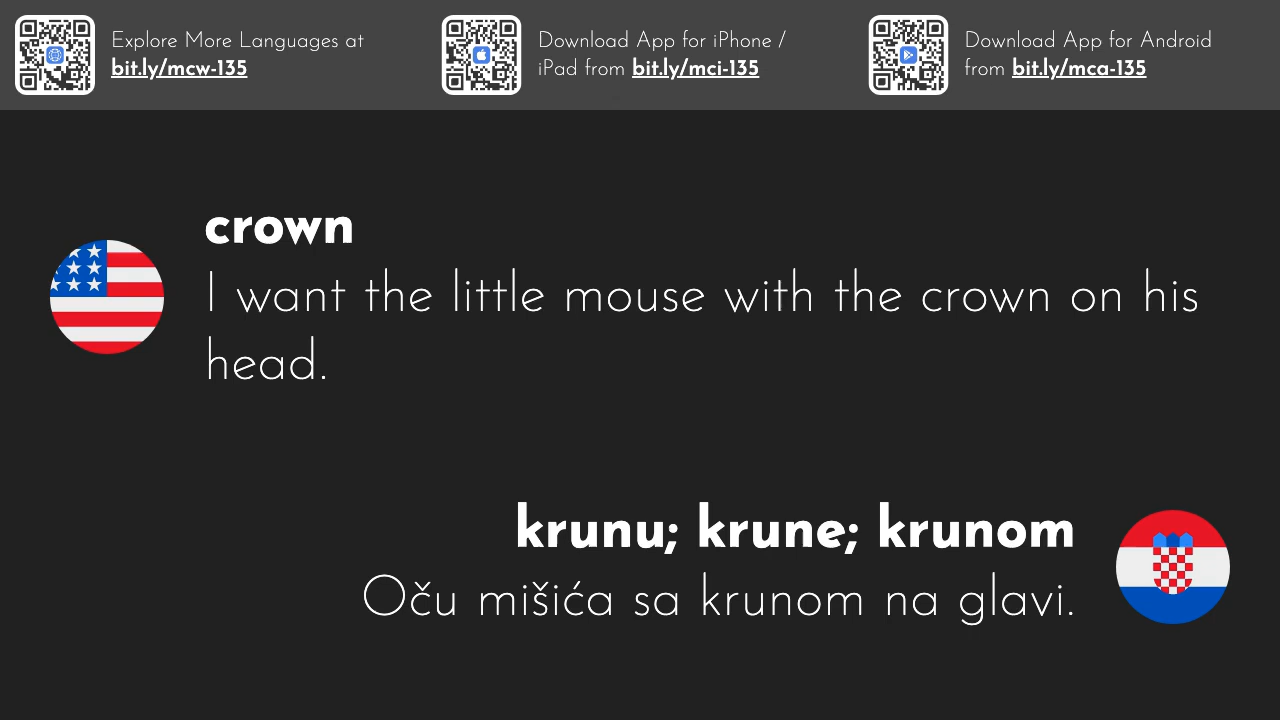 Explore More Languages at
bit.ly/mcw-135
Download App for iPhone /
iPad from bit.ly/mci-135
Download App for Android
from bit.ly/mca-135
crown
I want the little mouse with the crown on his
head.
krunu; krune; krunom
Oču mišića sa krunom na glavi.